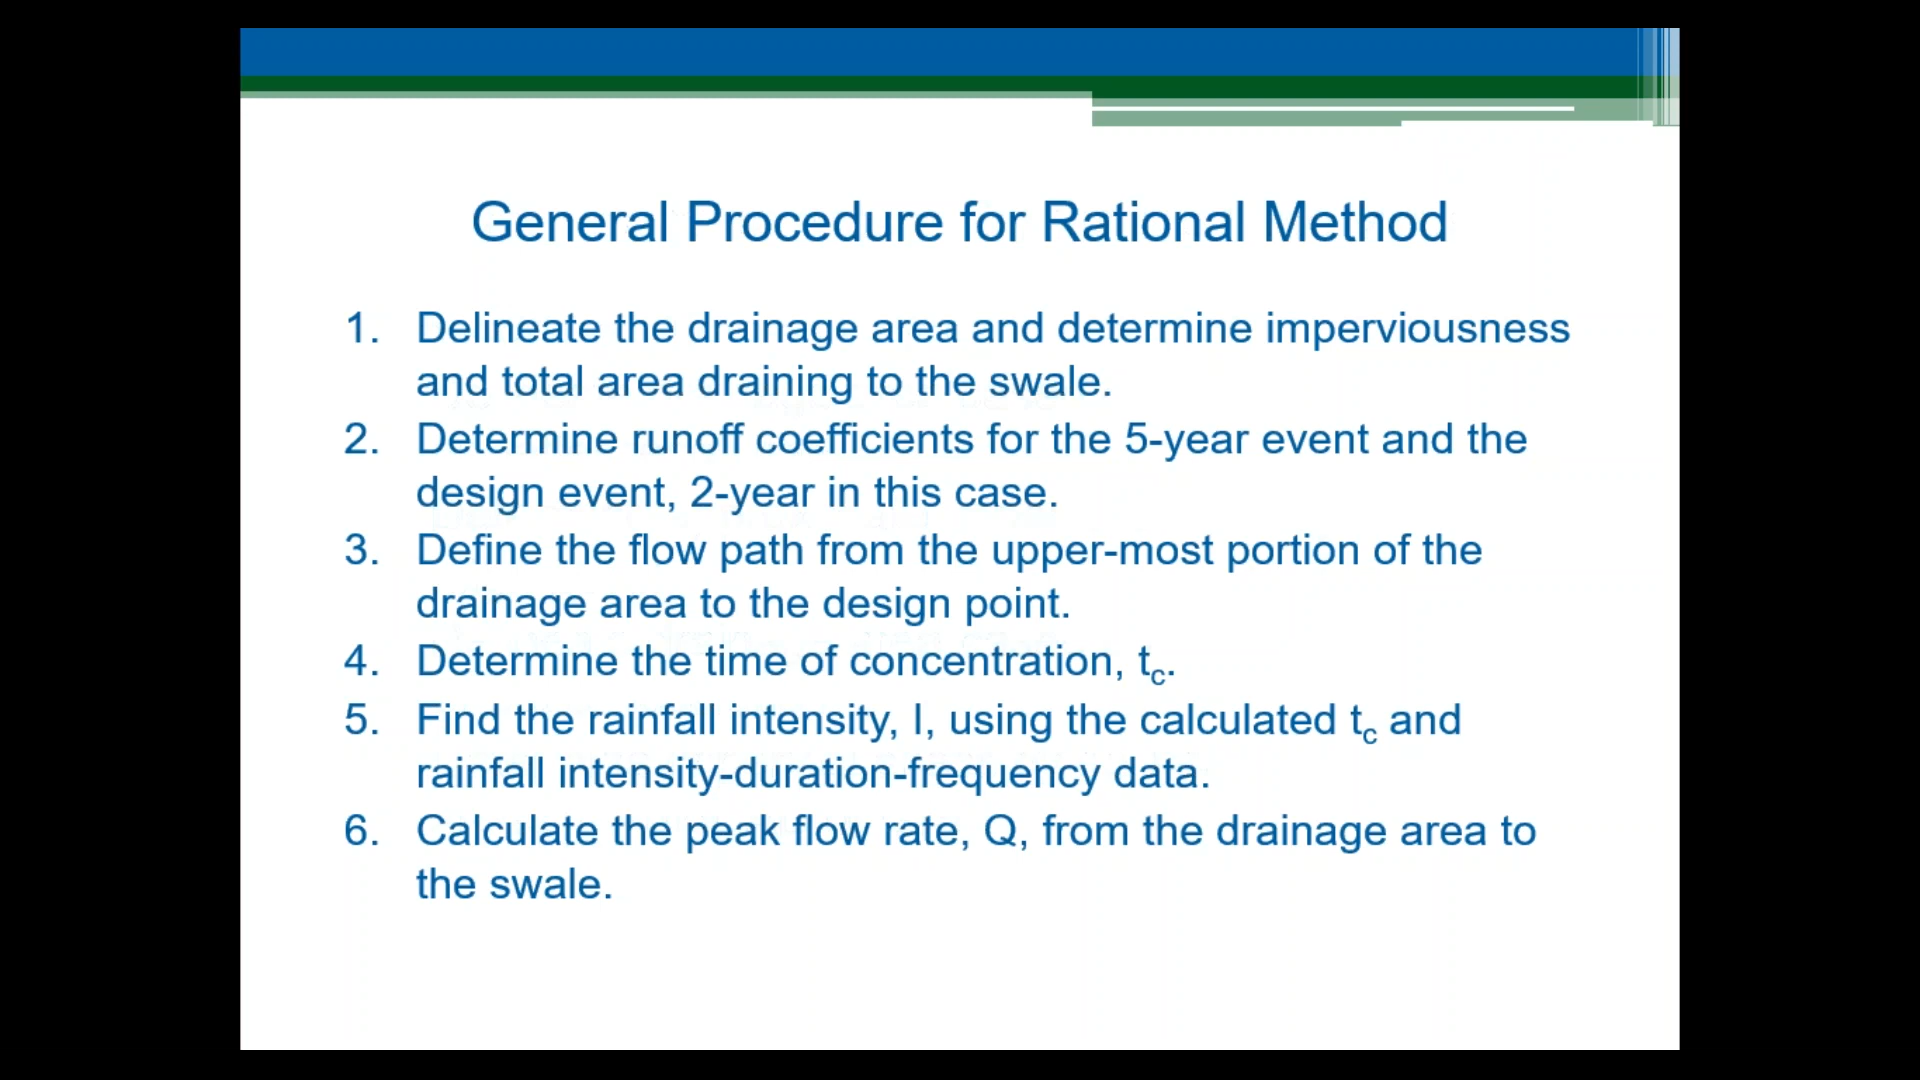 General Procedure for Rational Method
1. Delineate the drainage area and determine imperviousness
and total area draining to the swale.
2. Determine runoff coefficients for the 5-year event and the
design event, 2-year in this case.
3. Define the flow path from the upper-most portion of the
drainage area to the design point.
4. Determine the time of concentration, tc.
5. Find the rainfall intensity, I, using the calculated tc and
rainfall intensity-duration-frequency data.
6. Calculate the peak flow rate, Q, from the drainage area to
the swale.